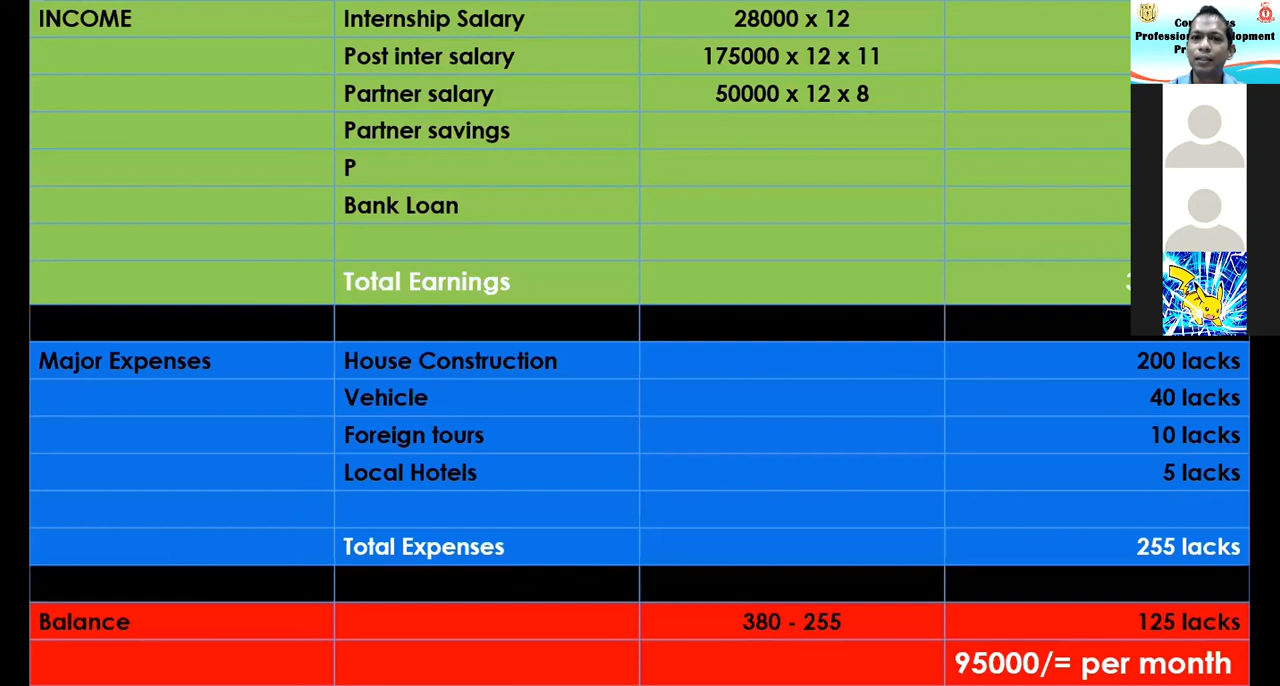 INCOME Internship Salary 28000 x 12
Post inter salary 175000 x 12 x 11
Partner salary 50000 x 12 x 8
Partner savings
P
Bank Loan
Total Earnings
Major Expenses House Construction 200 lacks
Vehicle 40 lacks
Foreign tours 10 lacks
Local Hotels 5 lacks
Total Expenses 255 lacks
Balance 380 - 255 125 lacks
95000/= per month